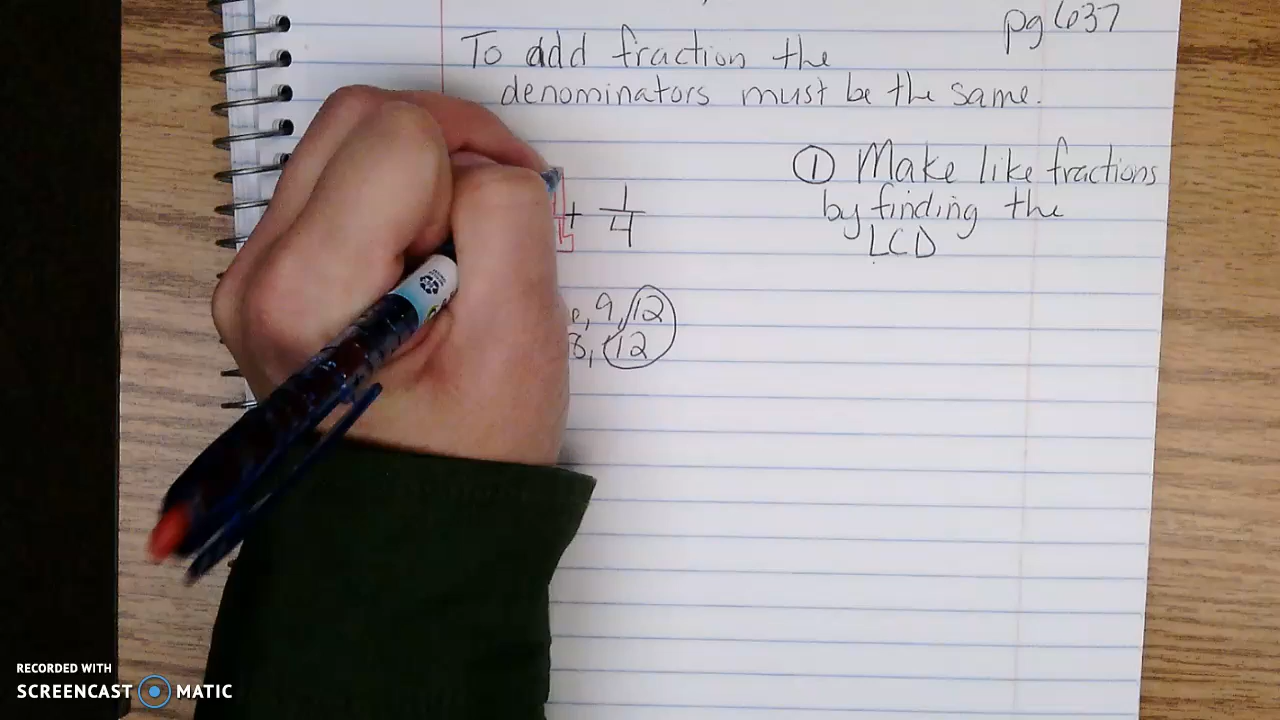 pg 637
To add fraction the
denominators must be the same.
① Make like fractions
by finding the
LCD
+ 1/4
9, 12
8, 12
RECORDED WITH
SCREENCAST MATIC